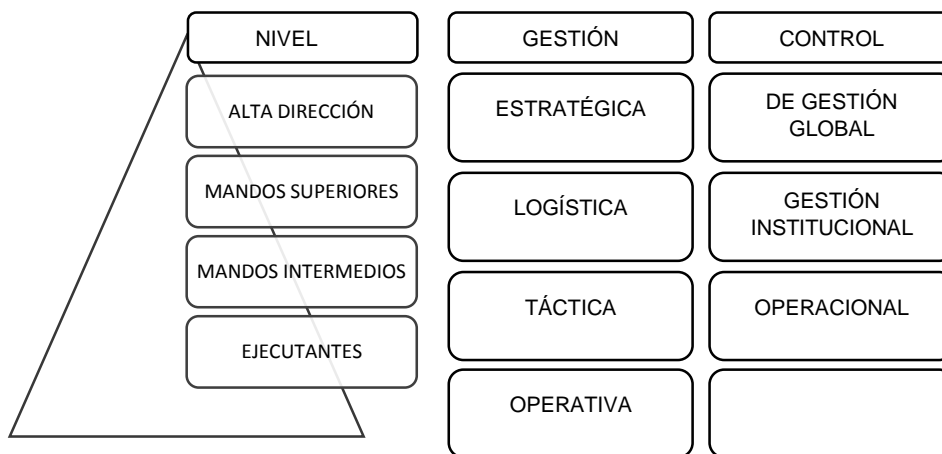 NIVEL
GESTIÓN
CONTROL
ALTA DIRECCIÓN
ESTRATÉGICA
DE GESTIÓN
GLOBAL
MANDOS SUPERIORES
LOGÍSTICA
GESTIÓN
INSTITUCIONAL
MANDOS INTERMEDIOS
TÁCTICA
OPERACIONAL
EJECUTANTES
OPERATIVA